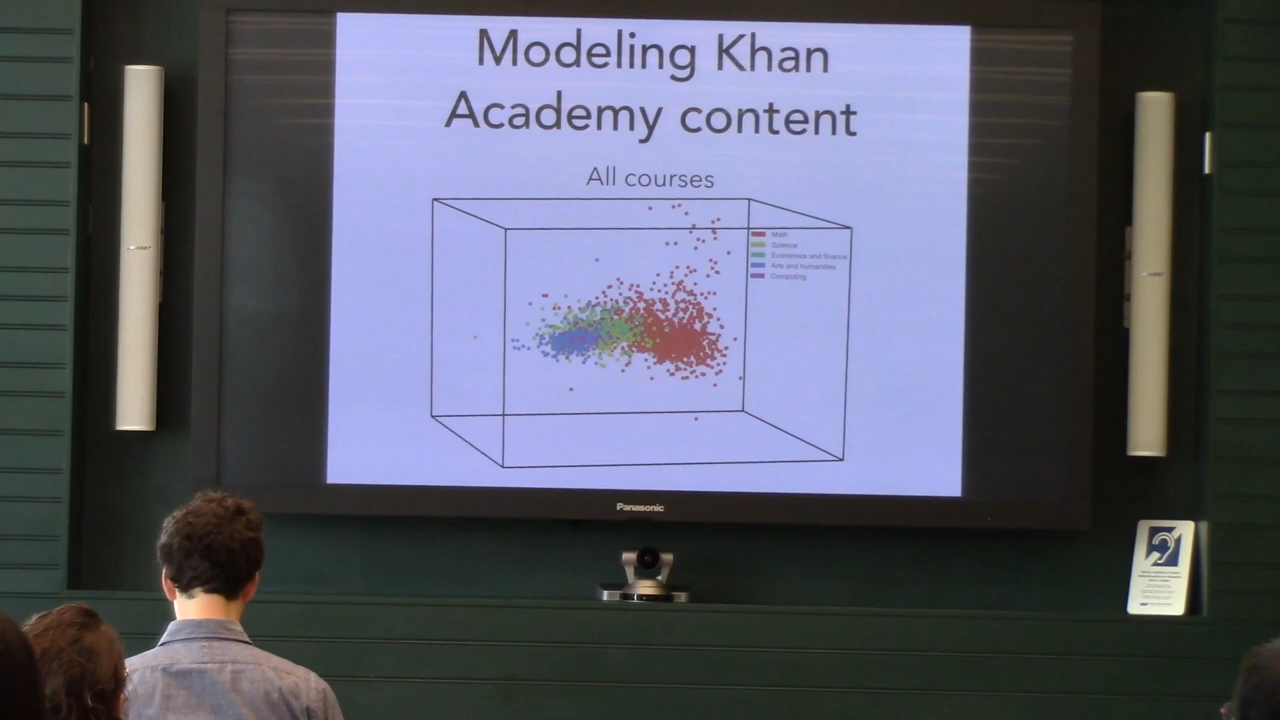 Modeling Khan
Academy content
All courses
Math
Science
Economics and finance
Arts and humanities
Computing
Panasonic